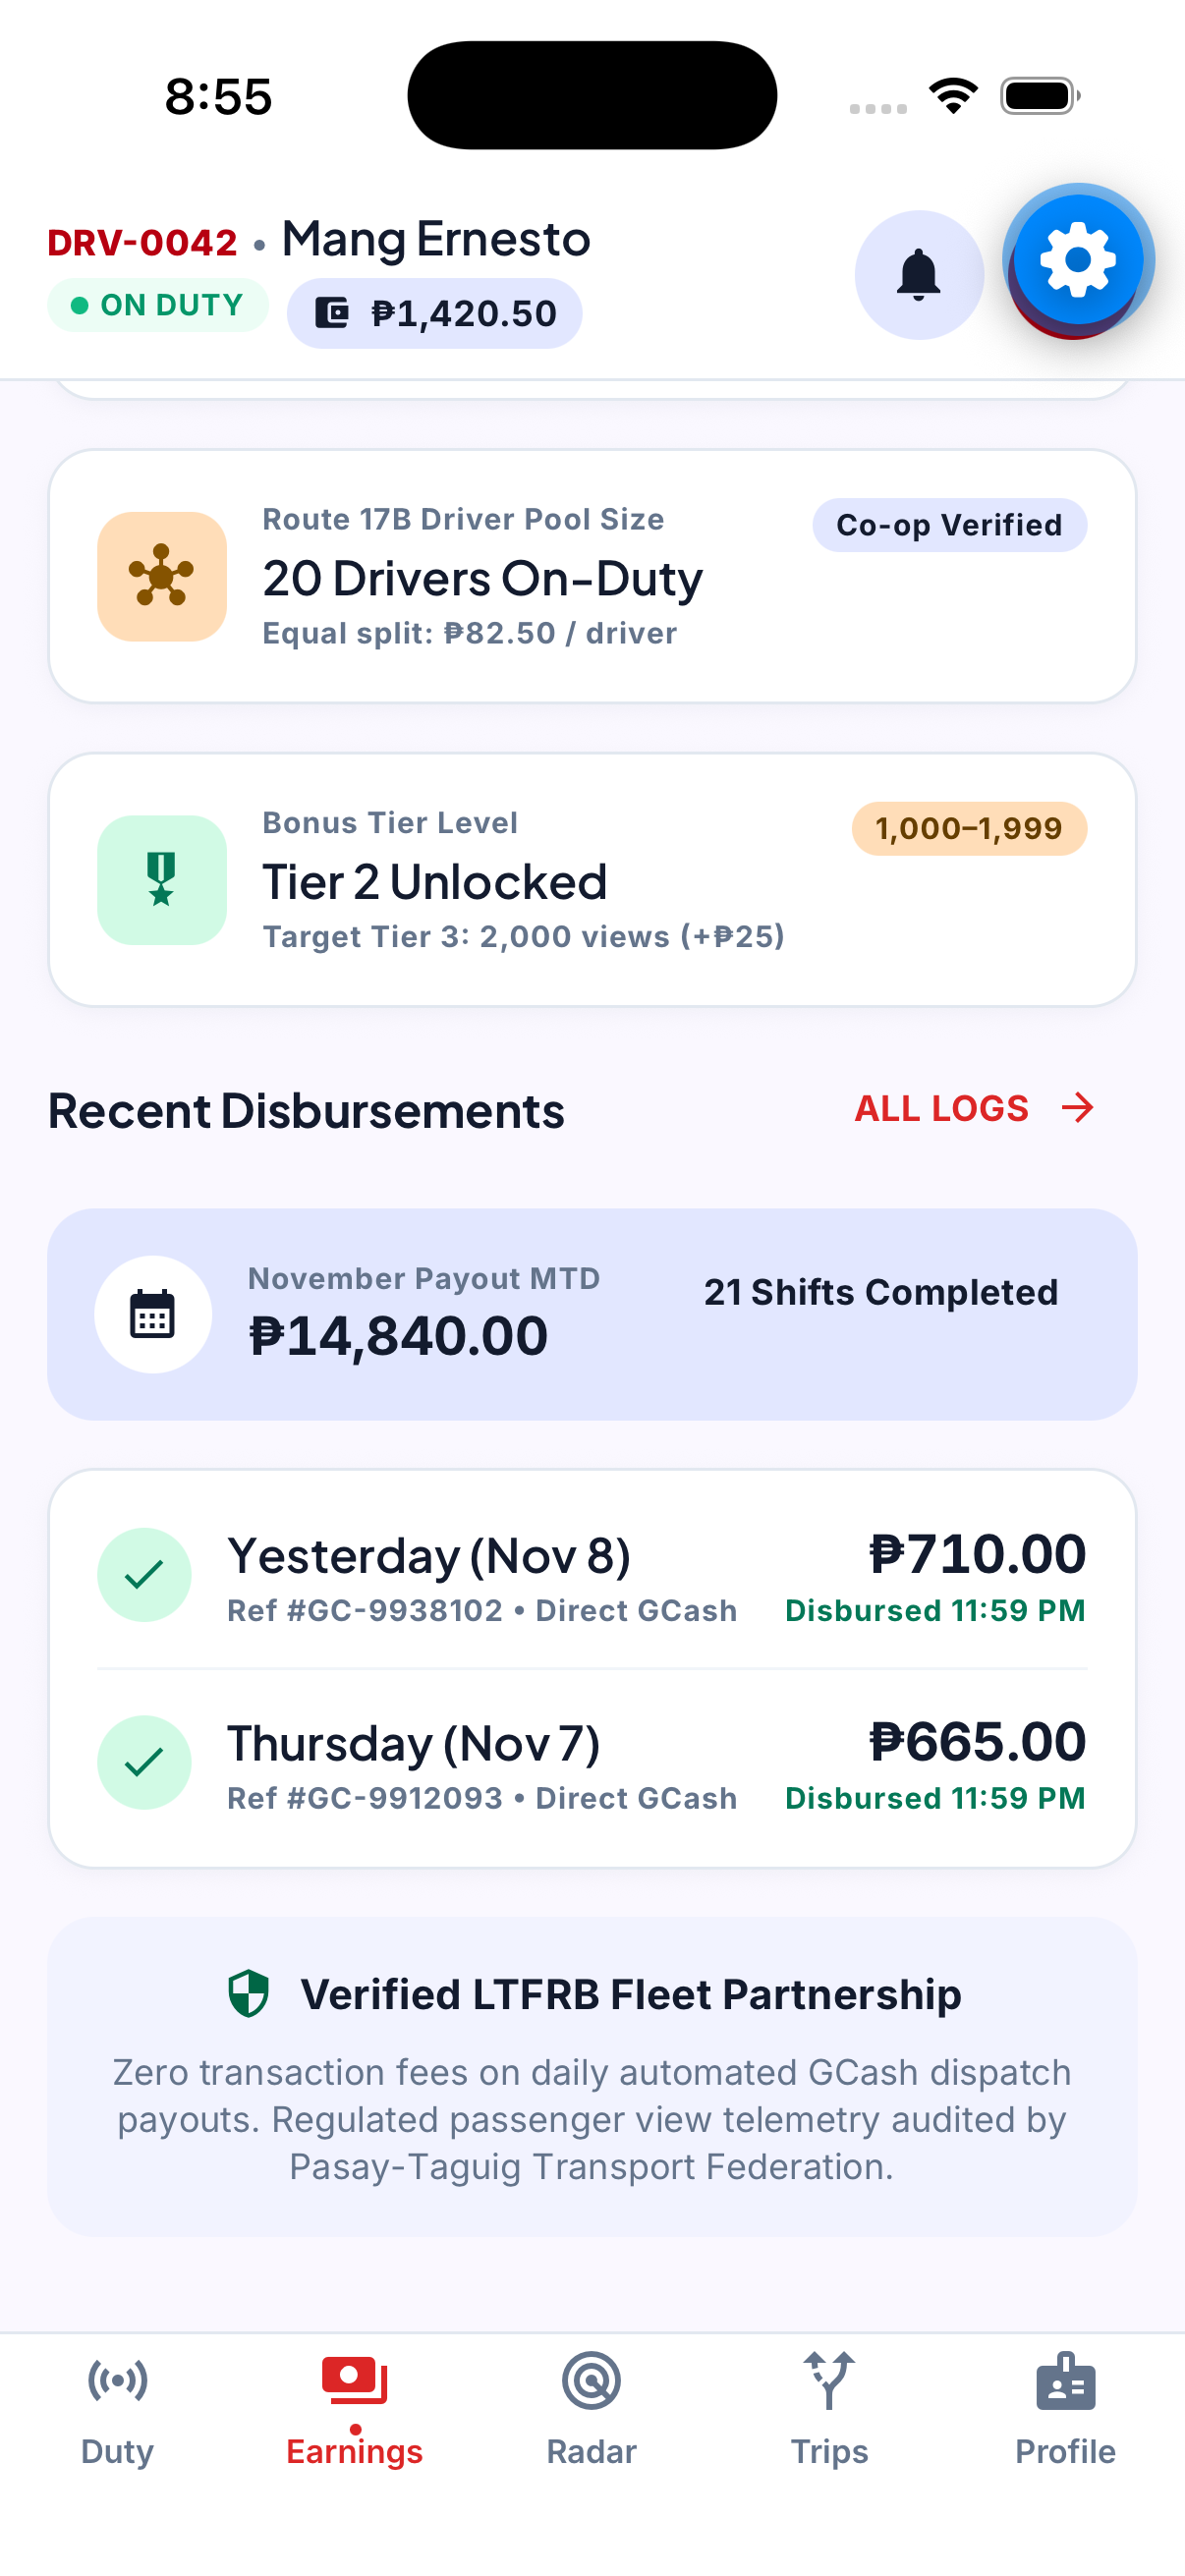 8:55
DRV-0042 • Mang Ernesto
ON DUTY
₱1,420.50
Route 17B Driver Pool Size
Co-op Verified
20 Drivers On-Duty
Equal split: ₱82.50 / driver
Bonus Tier Level
1,000–1,999
Tier 2 Unlocked
Target Tier 3: 2,000 views (+₱25)
Recent Disbursements
ALL LOGS
November Payout MTD
21 Shifts Completed
₱14,840.00
Yesterday (Nov 8)
₱710.00
Ref #GC-9938102 • Direct GCash
Disbursed 11:59 PM
Thursday (Nov 7)
₱665.00
Ref #GC-9912093 • Direct GCash
Disbursed 11:59 PM
Verified LTFRB Fleet Partnership
Zero transaction fees on daily automated GCash dispatch
payouts. Regulated passenger view telemetry audited by
Pasay-Taguig Transport Federation.
Duty
Earnings
Radar
Trips
Profile